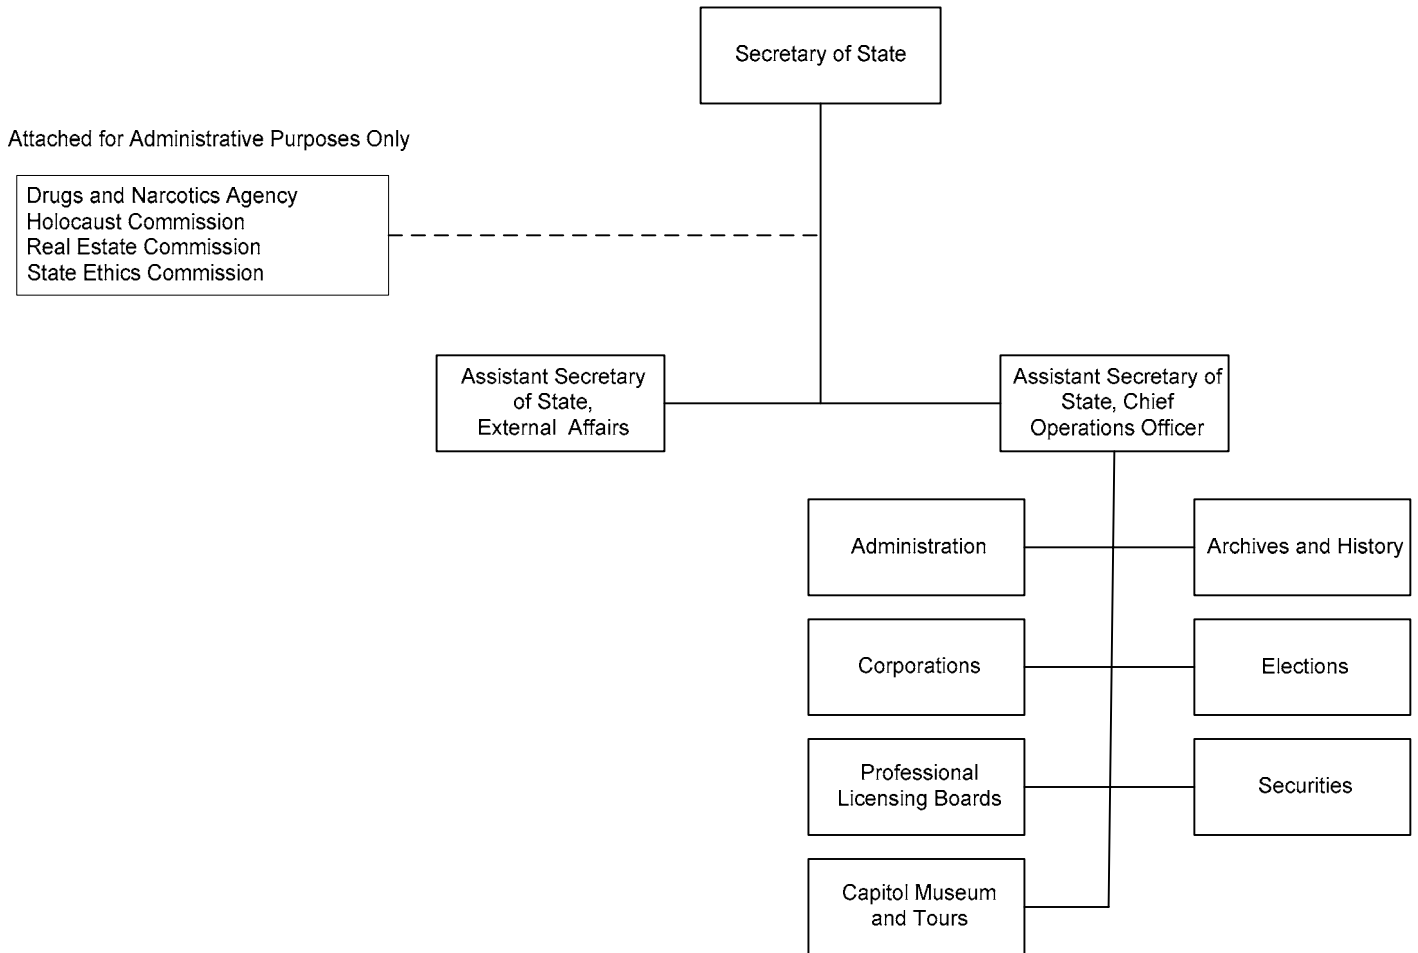 Secretary of State
Attached for Administrative Purposes Only
Drugs and Narcotics Agency
Holocaust Commission
Real Estate Commission
State Ethics Commission
Assistant Secretary
of State,
External Affairs
Assistant Secretary of
State, Chief
Operations Officer
Administration
Archives and History
Corporations
Elections
Professional
Licensing Boards
Securities
Capitol Museum
and Tours